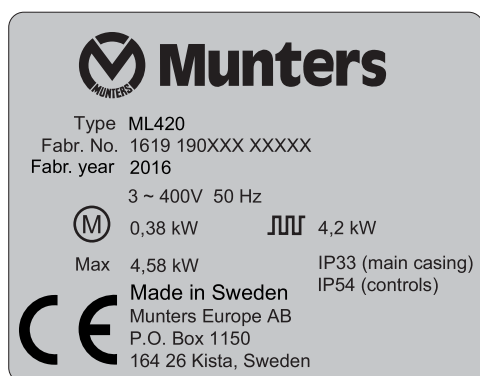 MUNTERS
Munters
Type ML420
Fabr. No. 1619 190XXX XXXXX
Fabr. year 2016
3 ~ 400V 50 Hz
M 0,38 kW 4,2 kW
Max 4,58 kW IP33 (main casing)
IP54 (controls)
CE Made in Sweden
Munters Europe AB
P.O. Box 1150
164 26 Kista, Sweden